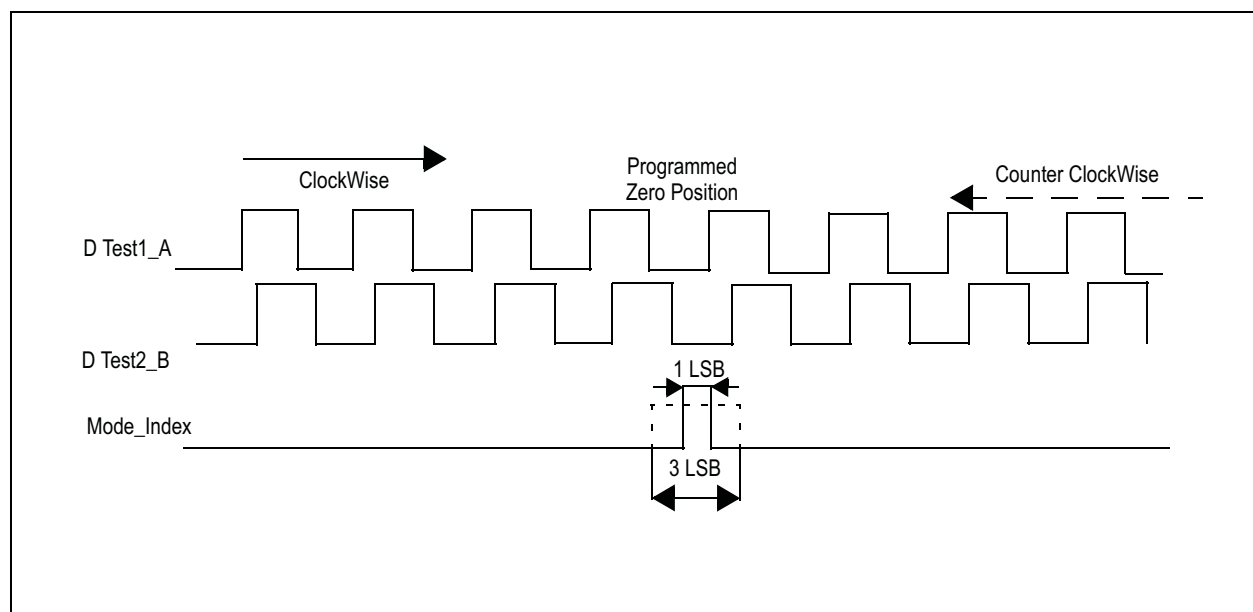 ClockWise
Programmed
Zero Position
Counter ClockWise
D Test1_A
D Test2_B
1 LSB
Mode_Index
3 LSB